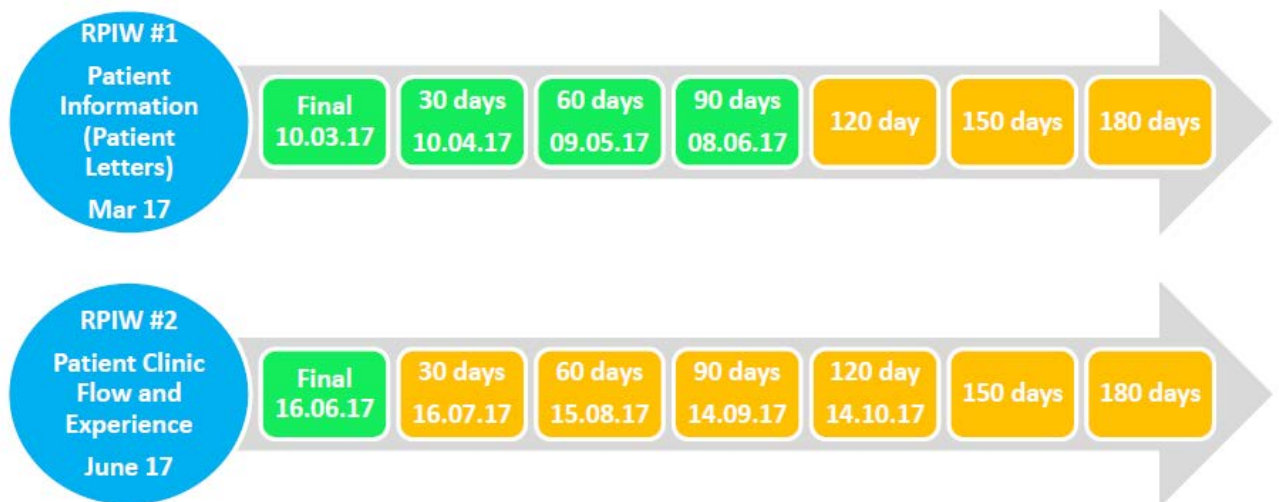 RPIW #1
Patient
Information
(Patient
Letters)
Mar 17
Final
10.03.17
30 days
10.04.17
60 days
09.05.17
90 days
08.06.17
120 day
150 days
180 days
RPIW #2
Patient Clinic
Flow and
Experience
June 17
Final
16.06.17
30 days
16.07.17
60 days
15.08.17
90 days
14.09.17
120 day
14.10.17
150 days
180 days